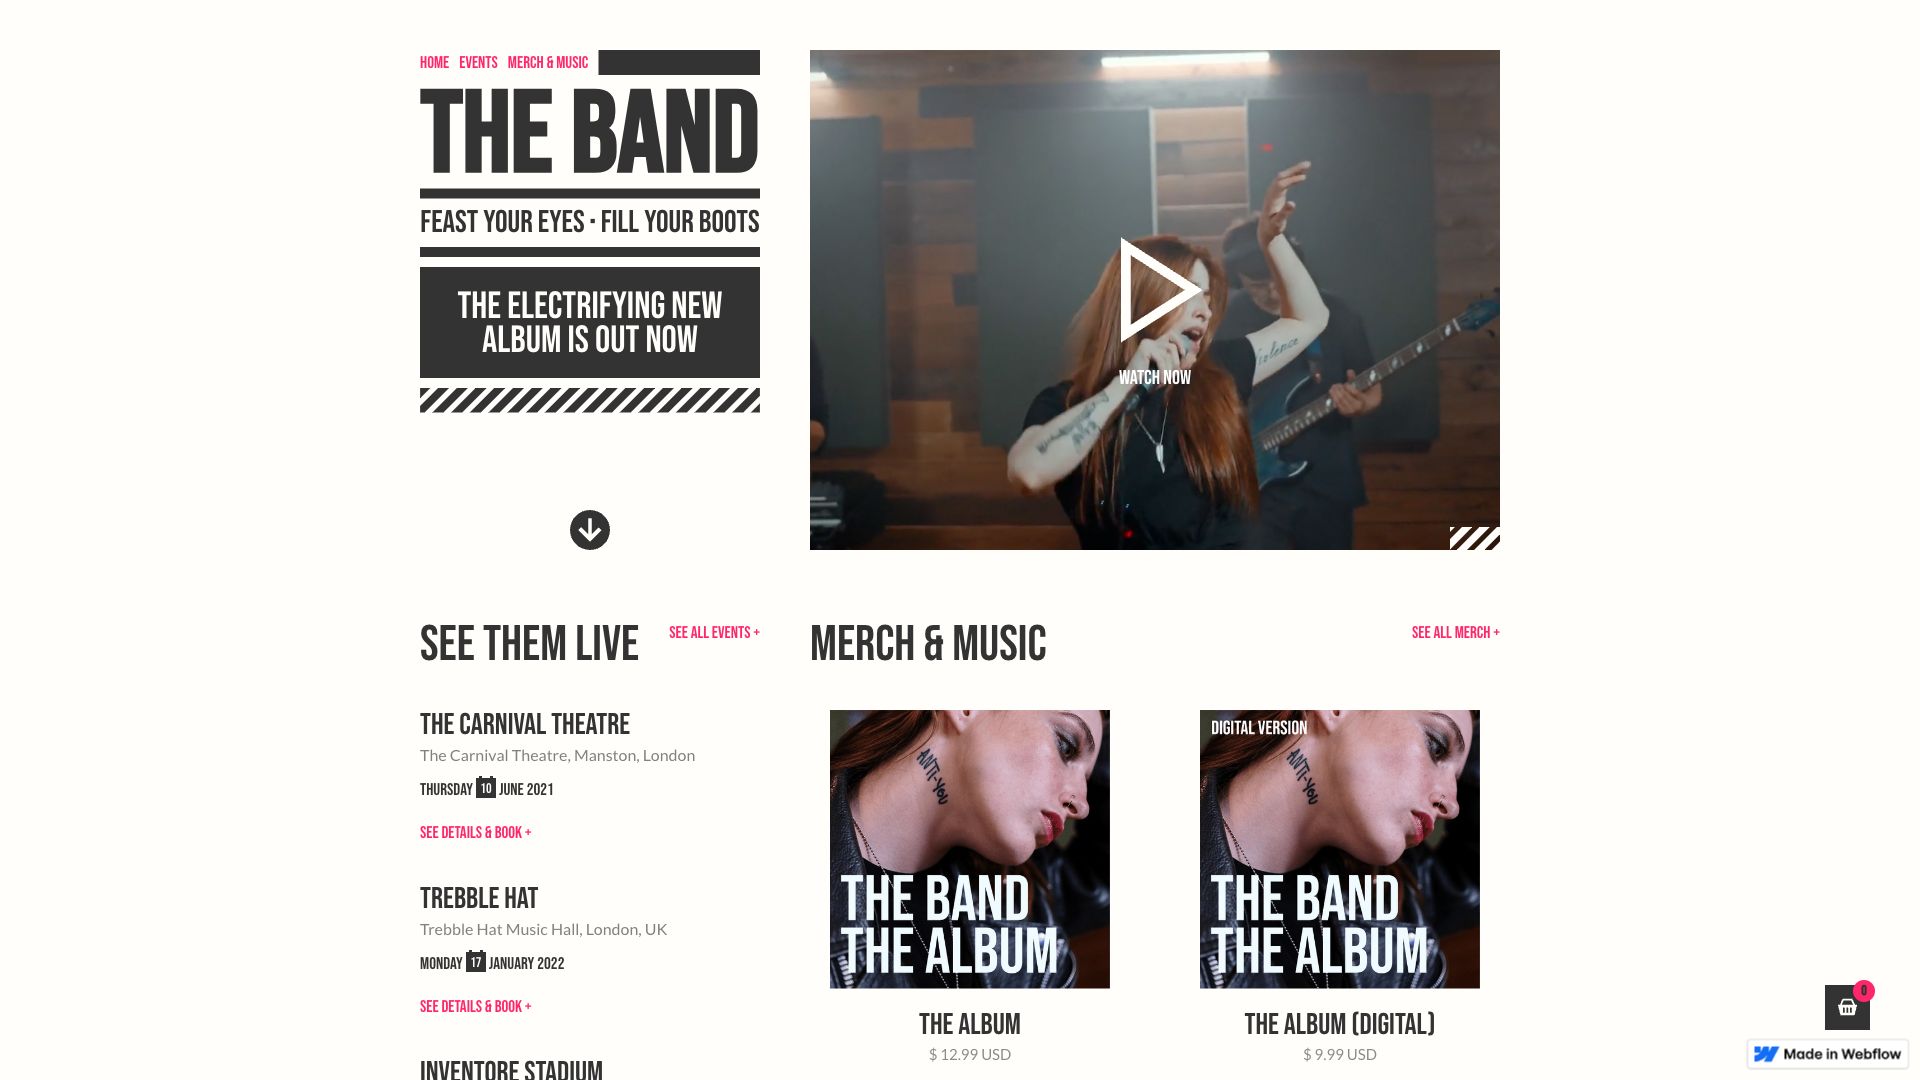 HOME EVENTS MERCH & MUSIC
THE BAND
FEAST YOUR EYES · FILL YOUR BOOTS
THE ELECTRIFYING NEW
ALBUM IS OUT NOW
violence
WATCH NOW
SEE THEM LIVE
SEE ALL EVENTS +
THE CARNIVAL THEATRE
The Carnival Theatre, Manston, London
THURSDAY 10 JUNE 2021
SEE DETAILS & BOOK +
TREBBLE HAT
Trebble Hat Music Hall, London, UK
MONDAY 17 JANUARY 2022
SEE DETAILS & BOOK +
INVENTORE STADIUM
MERCH & MUSIC
SEE ALL MERCH +
ANTI-YOU
THE BAND
THE ALBUM
THE ALBUM
$ 12.99 USD
DIGITAL VERSION
ANTI-YOU
THE BAND
THE ALBUM
THE ALBUM (DIGITAL)
$ 9.99 USD
0
Made in Webflow